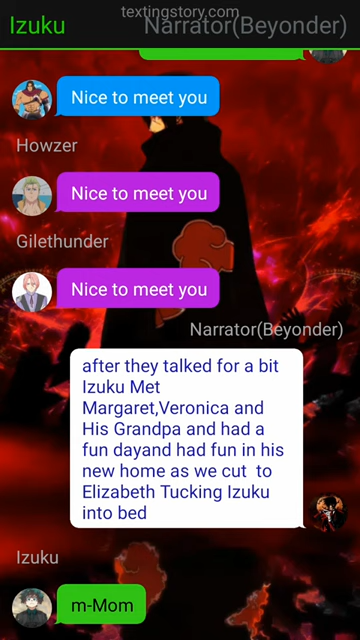 textingstory.com
Izuku
Narrator(Beyonder)
Nice to meet you
Howzer
Nice to meet you
Gilethunder
Nice to meet you
Narrator(Beyonder)
after they talked for a bit
Izuku Met
Margaret,Veronica and
His Grandpa and had a
fun dayand had fun in his
new home as we cut to
Elizabeth Tucking Izuku
into bed
Izuku
m-Mom